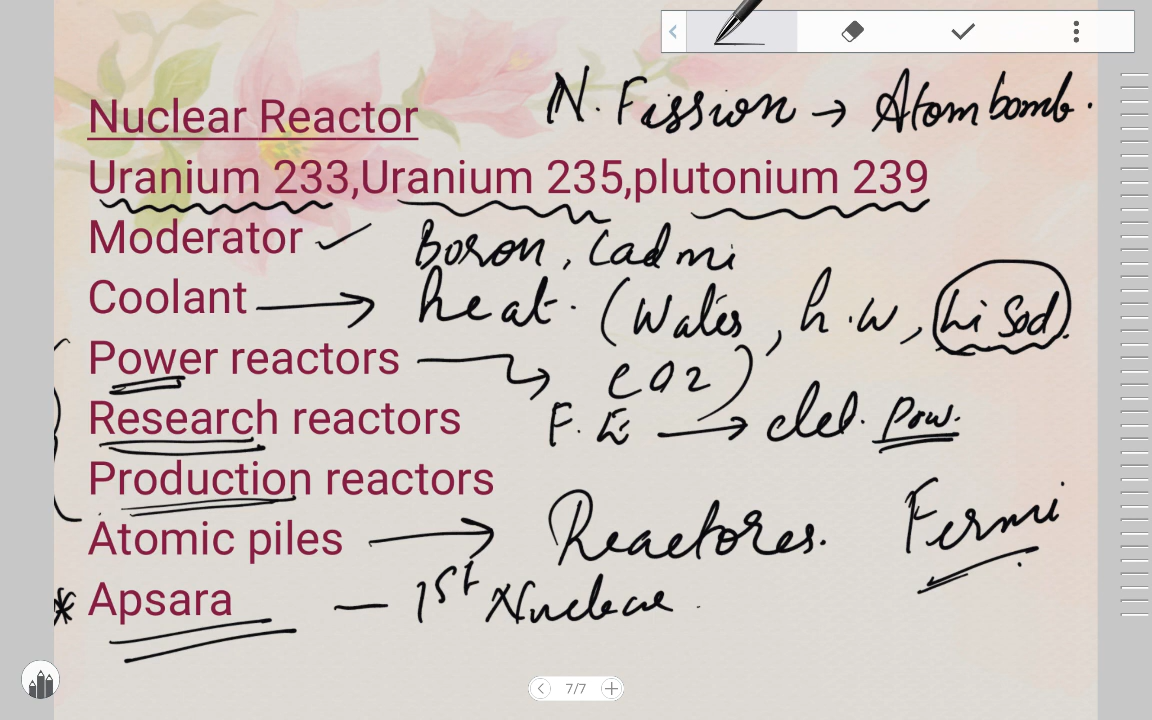 N. Fission → Atom bomb.
Nuclear Reactor
Uranium 233,Uranium 235,plutonium 239
Moderator ✓ Boron, Cadmi
Coolant → heat. (Water, h.w, Li Sod.
Power reactors → CO2)
Research reactors F. E → elel. pow.
Production reactors
Atomic piles → Reactores. Fermi
* Apsara — 1st Nuclear
7/7